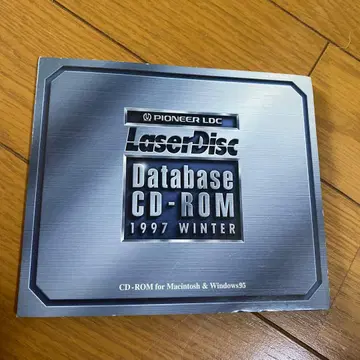 PIONEER LDC
LaserDisc
Database
CD-ROM
1997 WINTER
CD-ROM for Macintosh & Windows95